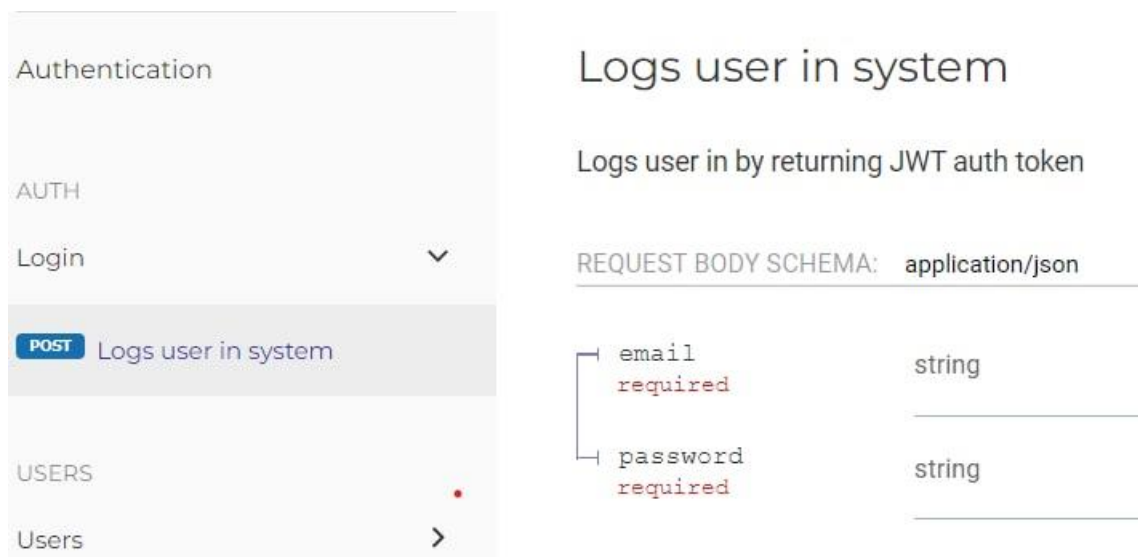 Authentication
AUTH
Login
POST Logs user in system
USERS
Users
Logs user in system
Logs user in by returning JWT auth token
REQUEST BODY SCHEMA: application/json
email string
required
password string
required